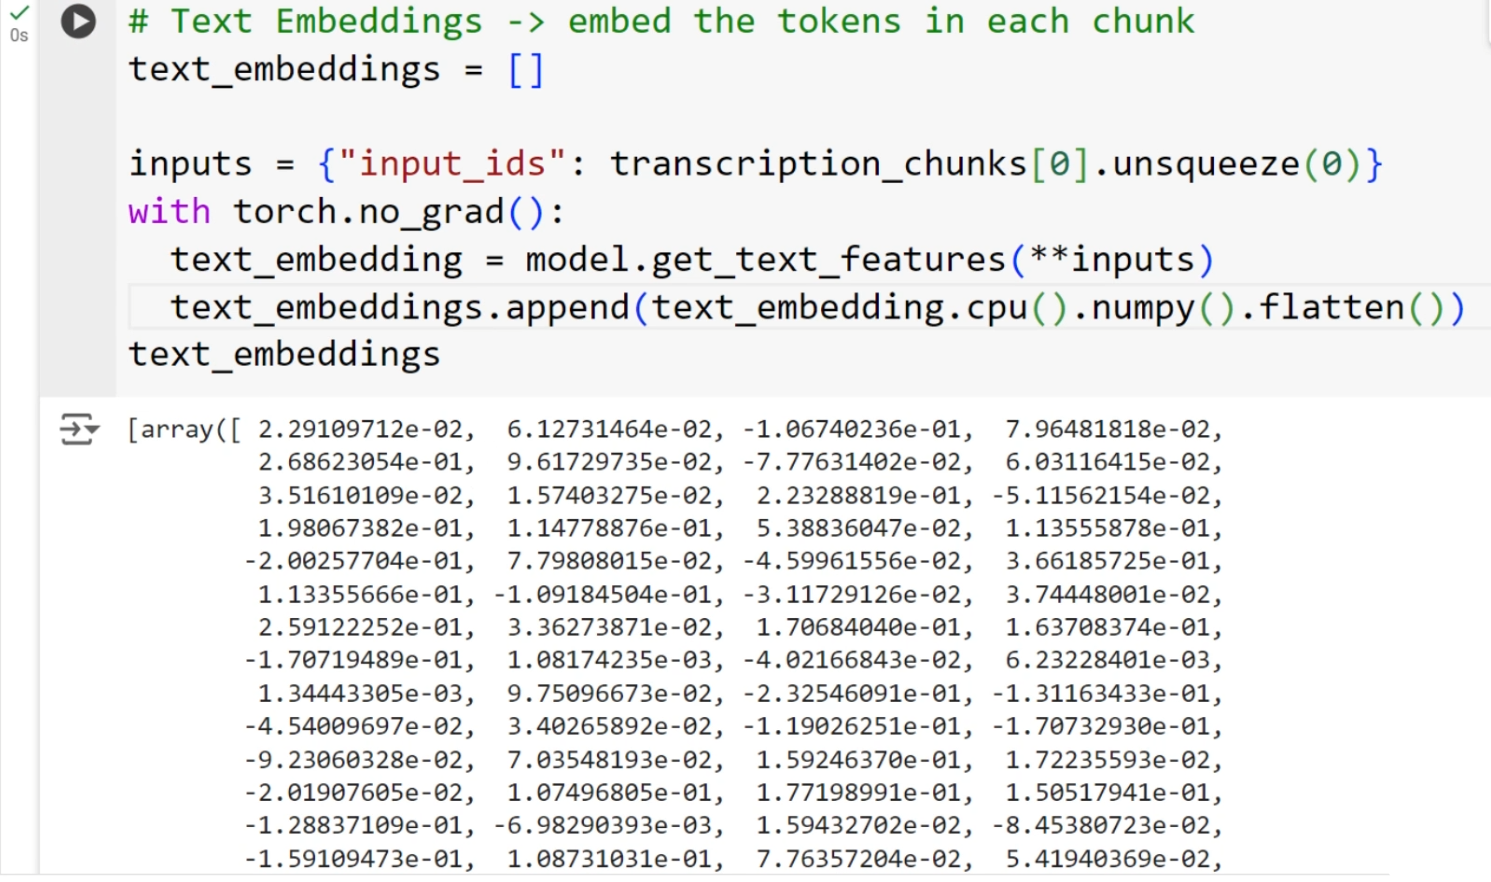 # Text Embeddings -> embed the tokens in each chunk
0s
text_embeddings = []
inputs = {"input_ids": transcription_chunks[0].unsqueeze(0)}
with torch.no_grad():
  text_embedding = model.get_text_features(**inputs)
  text_embeddings.append(text_embedding.cpu().numpy().flatten())
text_embeddings
[array([ 2.29109712e-02,  6.12731464e-02, -1.06740236e-01,  7.96481818e-02,
         2.68623054e-01,  9.61729735e-02, -7.77631402e-02,  6.03116415e-02,
         3.51610109e-02,  1.57403275e-02,  2.23288819e-01, -5.11562154e-02,
         1.98067382e-01,  1.14778876e-01,  5.38836047e-02,  1.13555878e-01,
        -2.00257704e-01,  7.79808015e-02, -4.59961556e-02,  3.66185725e-01,
         1.13355666e-01, -1.09184504e-01, -3.11729126e-02,  3.74448001e-02,
         2.59122252e-01,  3.36273871e-02,  1.70684040e-01,  1.63708374e-01,
        -1.70719489e-01,  1.08174235e-03, -4.02166843e-02,  6.23228401e-03,
         1.34443305e-03,  9.75096673e-02, -2.32546091e-01, -1.31163433e-01,
        -4.54009697e-02,  3.40265892e-02, -1.19026251e-01, -1.70732930e-01,
        -9.23060328e-02,  7.03548193e-02,  1.59246370e-01,  1.72235593e-02,
        -2.01907605e-02,  1.07496805e-01,  1.77198991e-01,  1.50517941e-01,
        -1.28837109e-01, -6.98290393e-03,  1.59432702e-02, -8.45380723e-02,
        -1.59109473e-01,  1.08731031e-01,  7.76357204e-02,  5.41940369e-02,